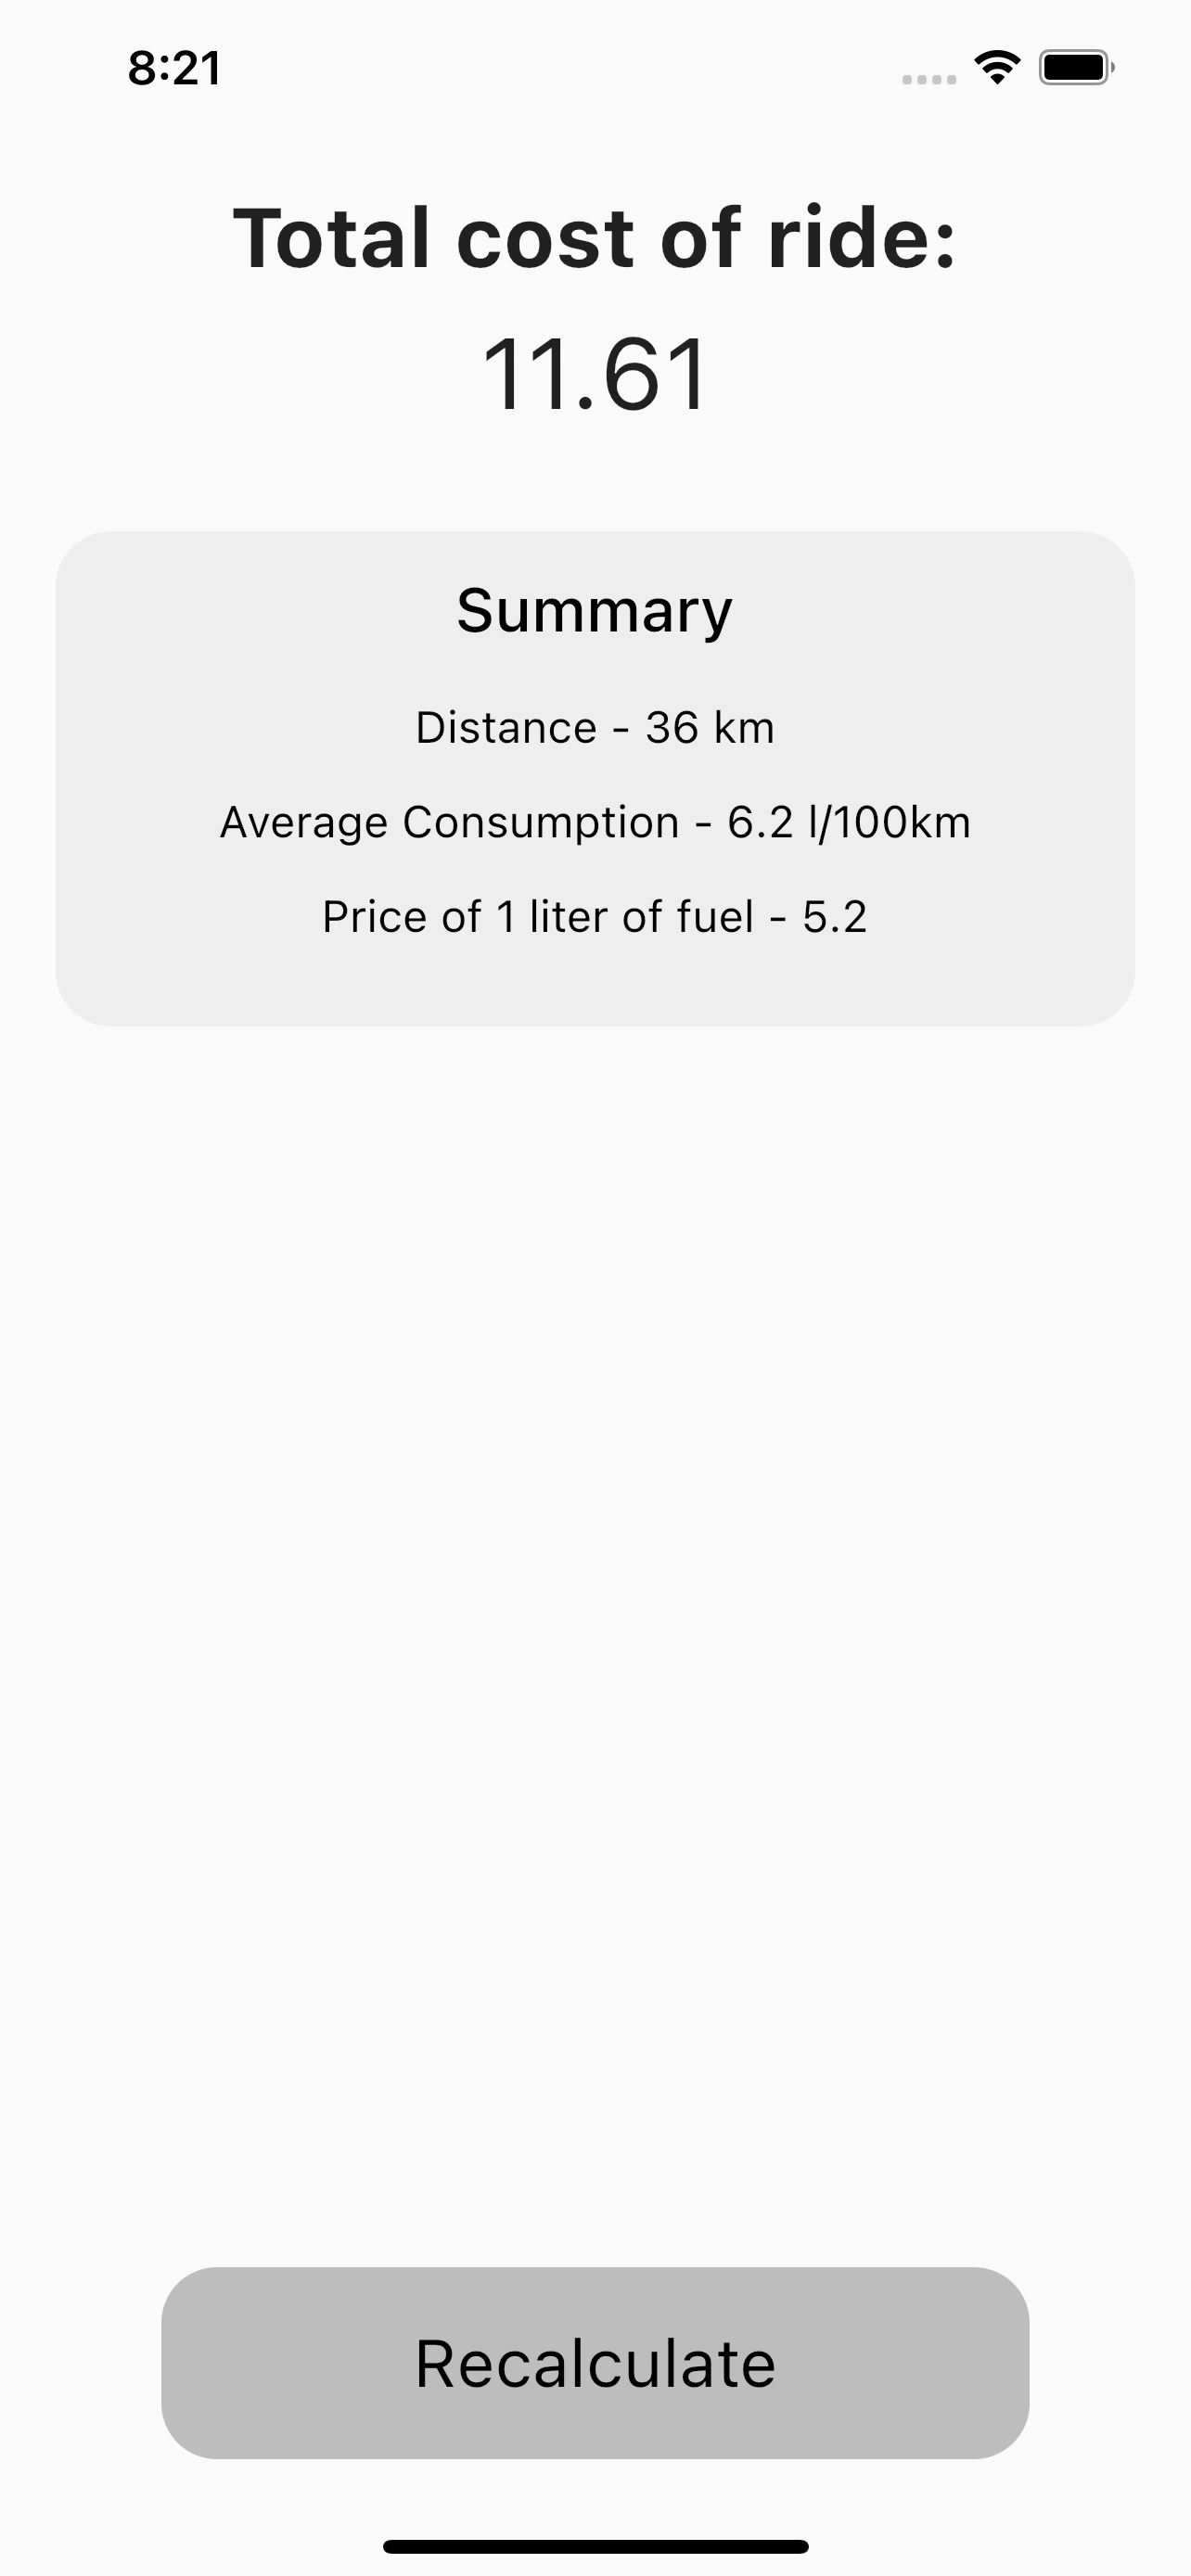 8:21
Total cost of ride:
11.61
Summary
Distance - 36 km
Average Consumption - 6.2 l/100km
Price of 1 liter of fuel - 5.2
Recalculate